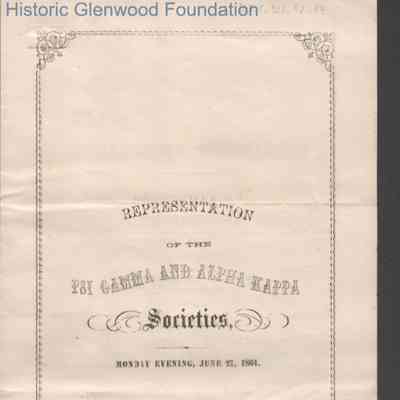 Historic Glenwood Foundation
REPRESENTATION
OF THE
PSI GAMMA AND ALPHA KAPPA
Societies,
MONDAY EVENING, JUNE 27, 1864.